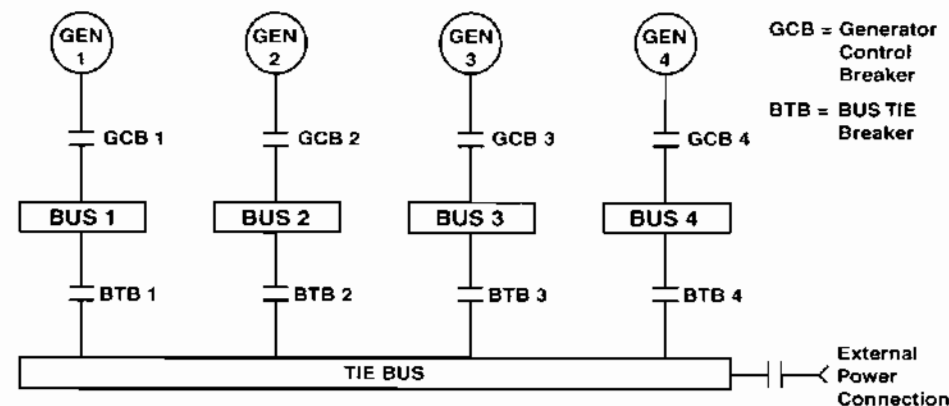 GEN
1
GEN
2
GEN
3
GEN
4
GCB = Generator
Control
Breaker
BTB = BUS TIE
Breaker
GCB 1
GCB 2
GCB 3
GCB 4
BUS 1
BUS 2
BUS 3
BUS 4
BTB 1
BTB 2
BTB 3
BTB 4
TIE BUS
External
Power
Connection